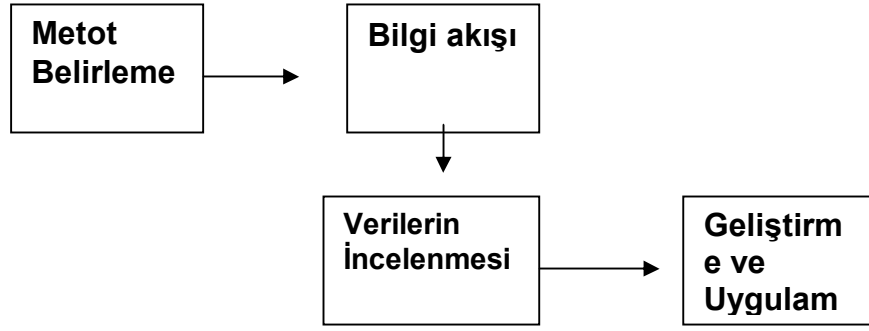 Metot
Belirleme
Bilgi akışı
Verilerin
İncelenmesi
Geliştirm
e ve
Uygulam